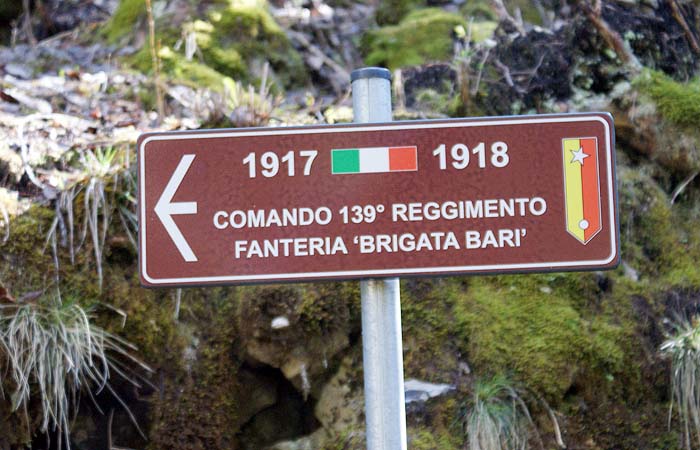 1917 1918
COMANDO 139° REGGIMENTO
FANTERIA ‘BRIGATA BARI’